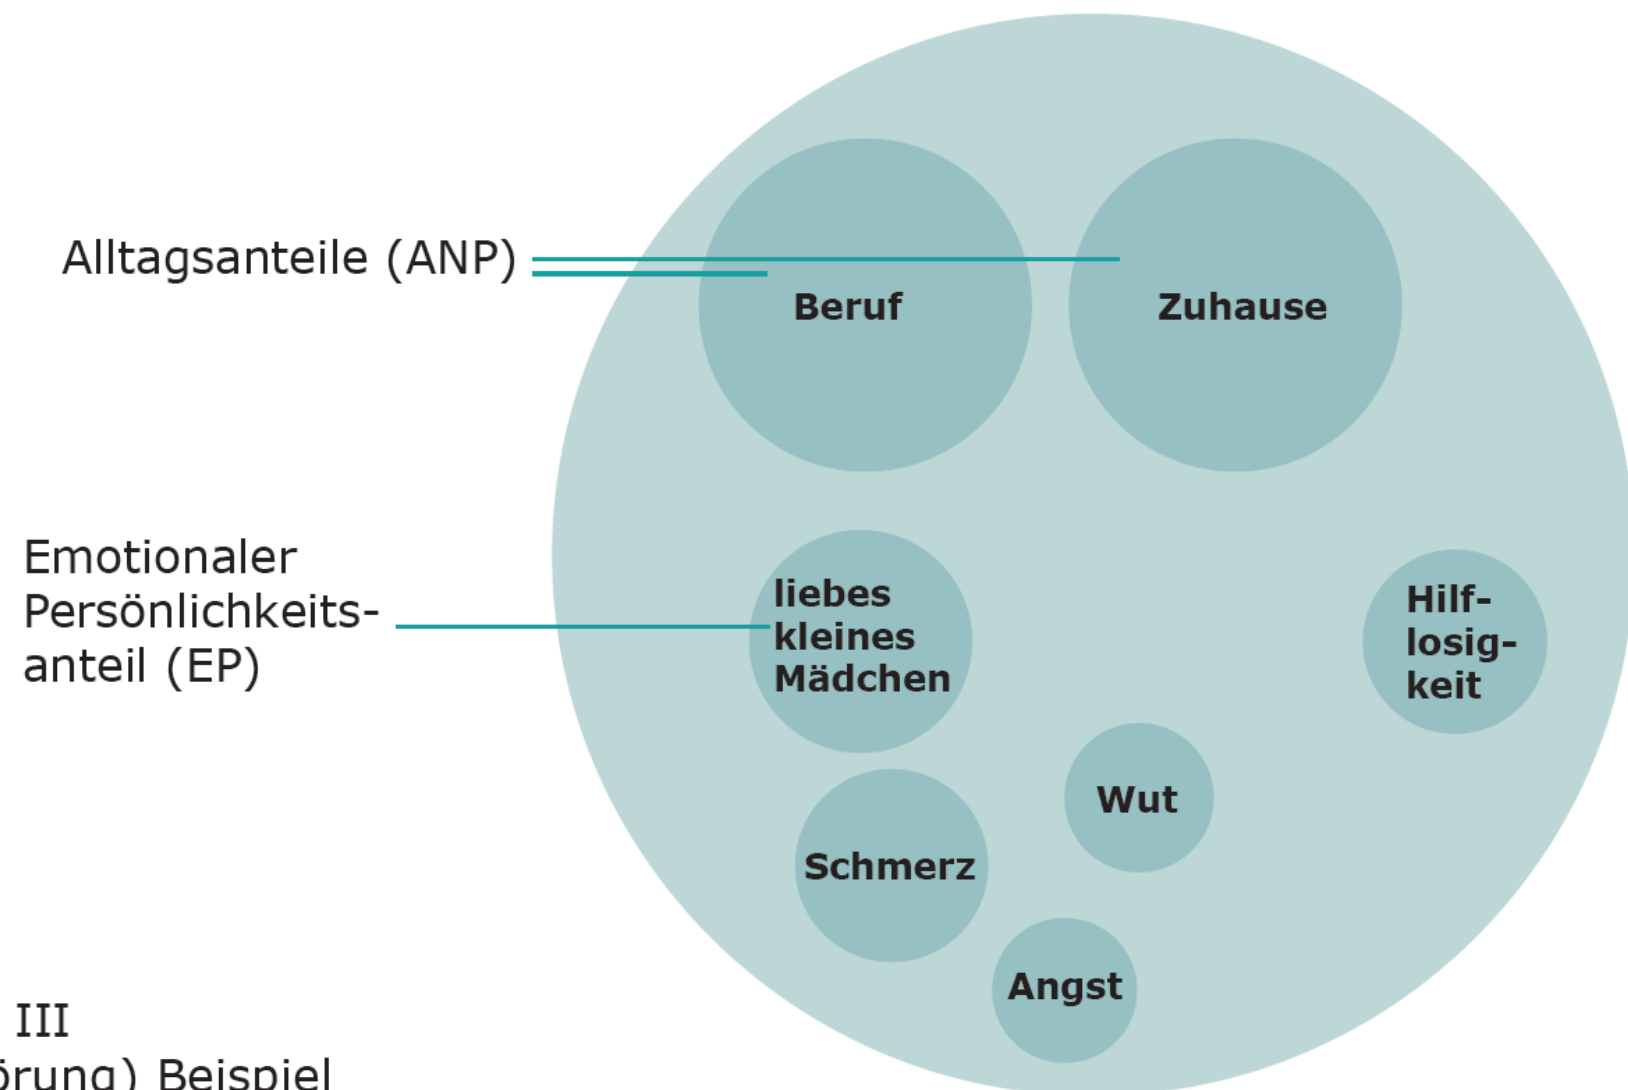 Alltagsanteile (ANP)
Beruf
Zuhause
Emotionaler
Persönlichkeits-
anteil (EP)
liebes
kleines
Mädchen
Hilf-
losig-
keit
Wut
Schmerz
Angst
III
örung) Beispiel